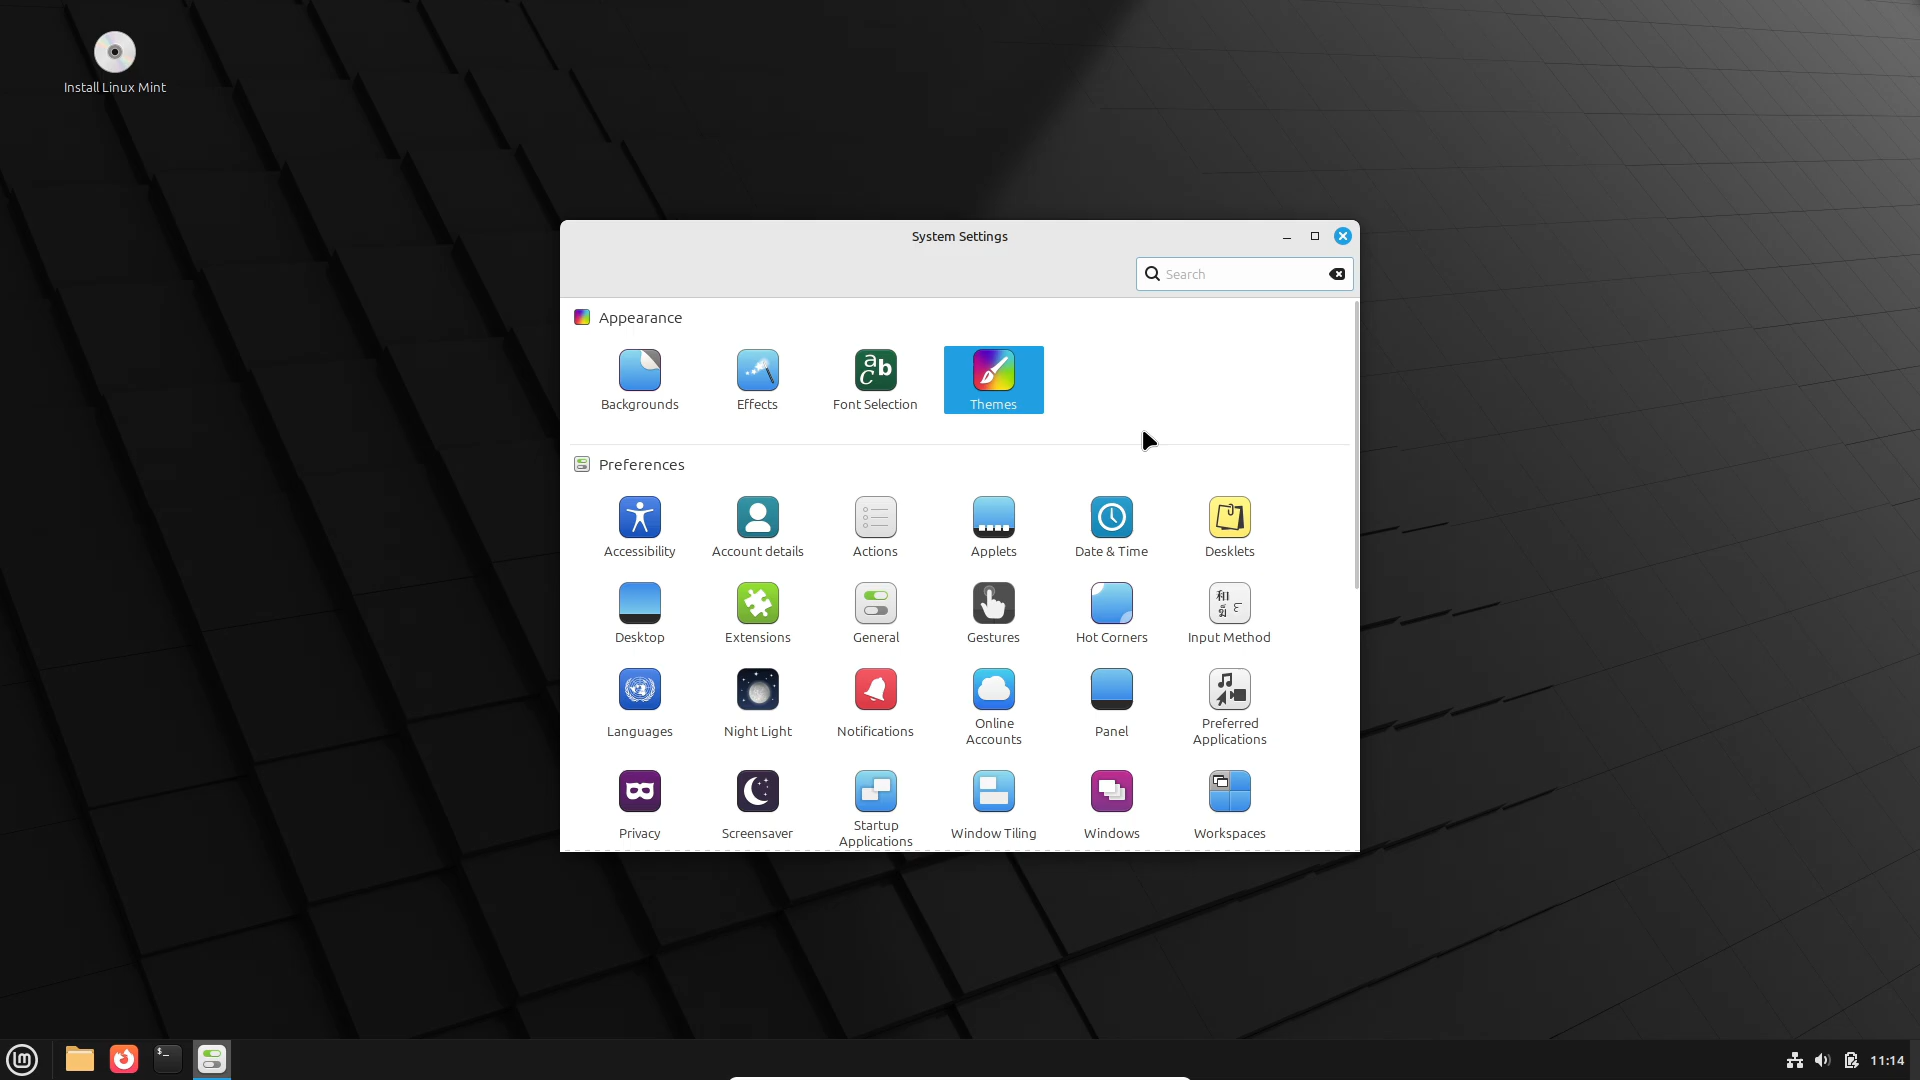 Install Linux Mint
System Settings
Search
Appearance
Backgrounds
Effects
Font Selection
Themes
Preferences
Accessibility
Account details
Actions
Applets
Date & Time
Desklets
Desktop
Extensions
General
Gestures
Hot Corners
Input Method
Languages
Night Light
Notifications
Online
Accounts
Panel
Preferred
Applications
Privacy
Screensaver
Startup
Applications
Window Tiling
Windows
Workspaces
11:14